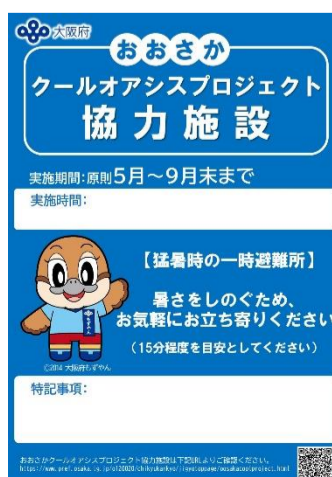 大阪府
おおさか
クールオアシスプロジェクト
協力施設
実施期間:原則5月～9月末まで
実施時間:
【猛暑時の一時避難所】
暑さをしのぐため、
お気軽にお立ち寄りください
(15分程度を目安としてください)
©2014 大阪府もずやん
特記事項:
おおさかクールオアシスプロジェクト協力施設は下記URLよりご確認ください。